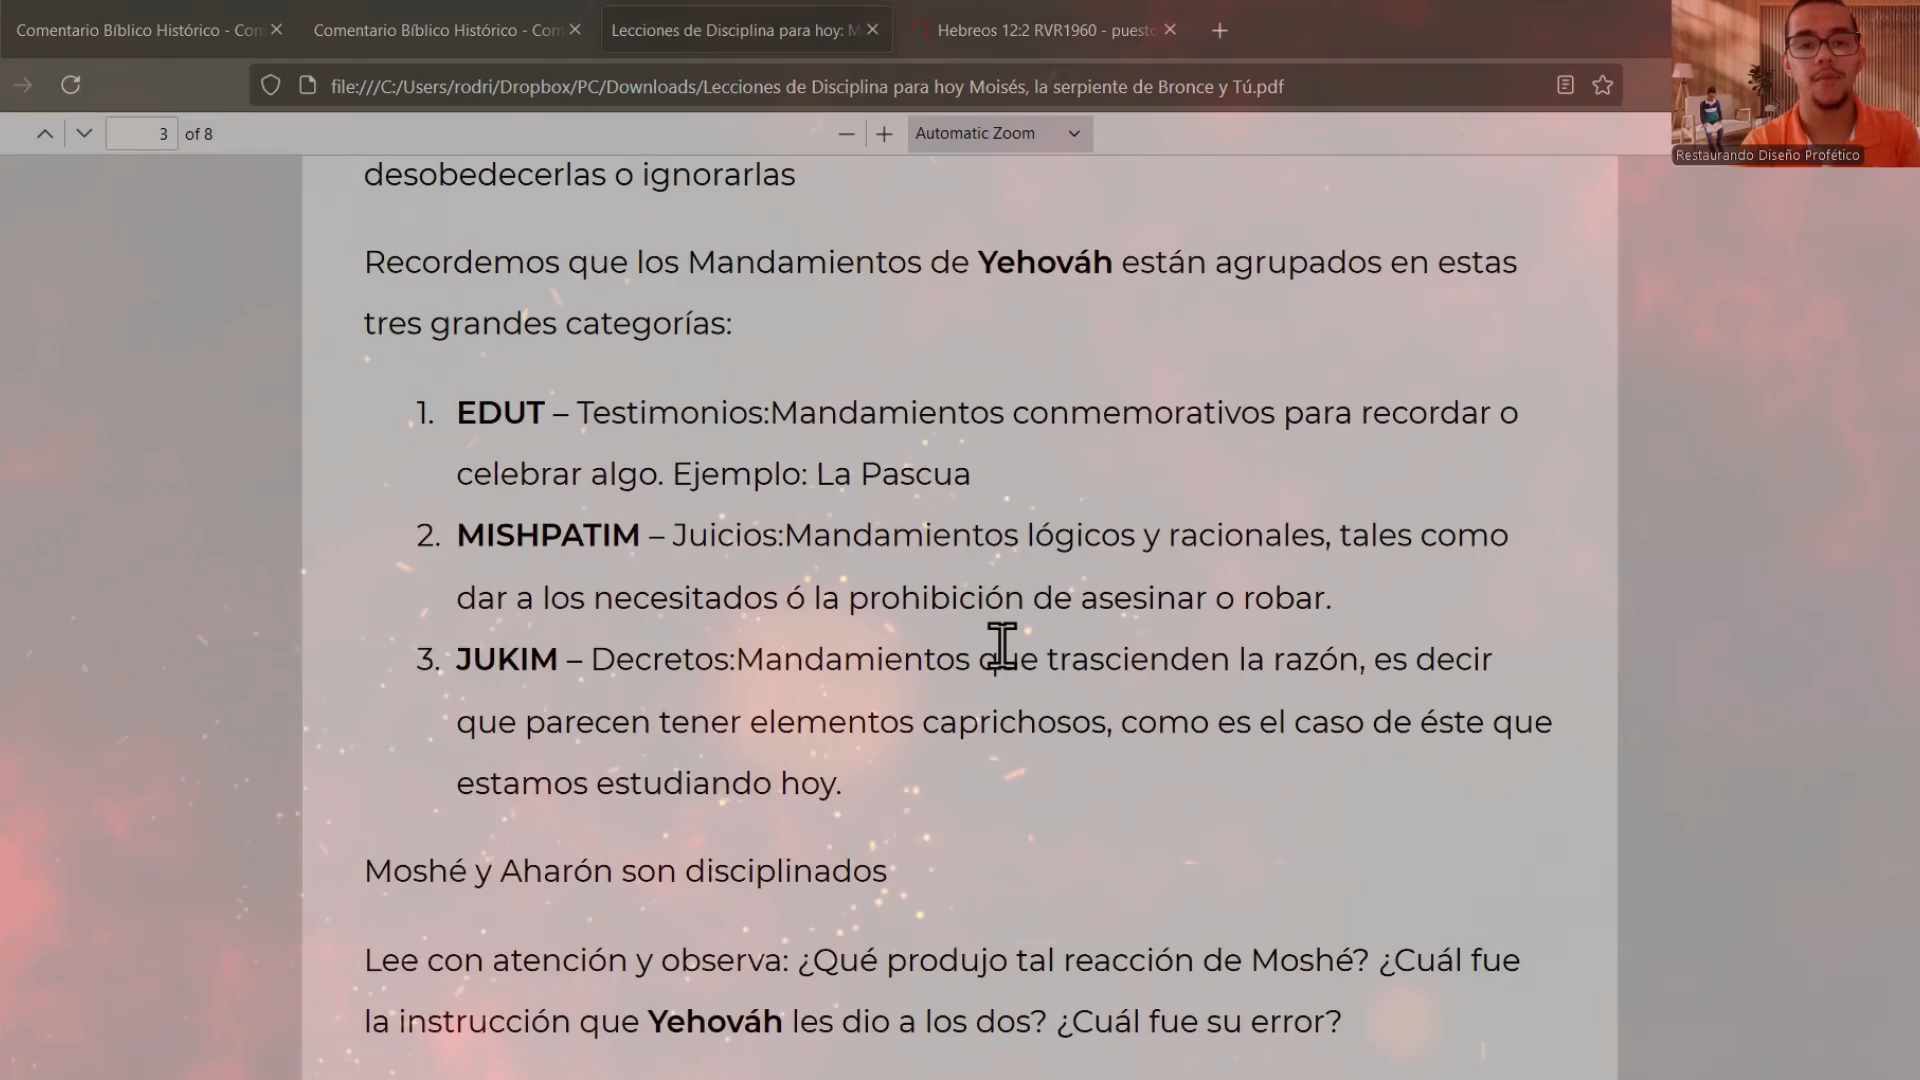 Comentario Bíblico Histórico - Com
Comentario Bíblico Histórico - Com
Lecciones de Disciplina para hoy: M
Hebreos 12:2 RVR1960 - puesto
file:///C:/Users/rodri/Dropbox/PC/Downloads/Lecciones de Disciplina para hoy Moisés, la serpiente de Bronce y Tú.pdf
3 of 8
Automatic Zoom
Restaurando Diseño Profético
desobedecerlas o ignorarlas
Recordemos que los Mandamientos de Yehováh están agrupados en estas
tres grandes categorías:
1. EDUT – Testimonios:Mandamientos conmemorativos para recordar o
celebrar algo. Ejemplo: La Pascua
2. MISHPATIM – Juicios:Mandamientos lógicos y racionales, tales como
dar a los necesitados ó la prohibición de asesinar o robar.
3. JUKIM – Decretos:Mandamientos que trascienden la razón, es decir
que parecen tener elementos caprichosos, como es el caso de éste que
estamos estudiando hoy.
Moshé y Aharón son disciplinados
Lee con atención y observa: ¿Qué produjo tal reacción de Moshé? ¿Cuál fue
la instrucción que Yehováh les dio a los dos? ¿Cuál fue su error?